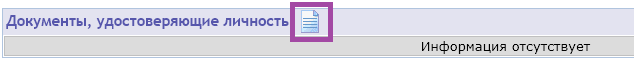 Документы, удостоверяющие личность
Информация отсутствует